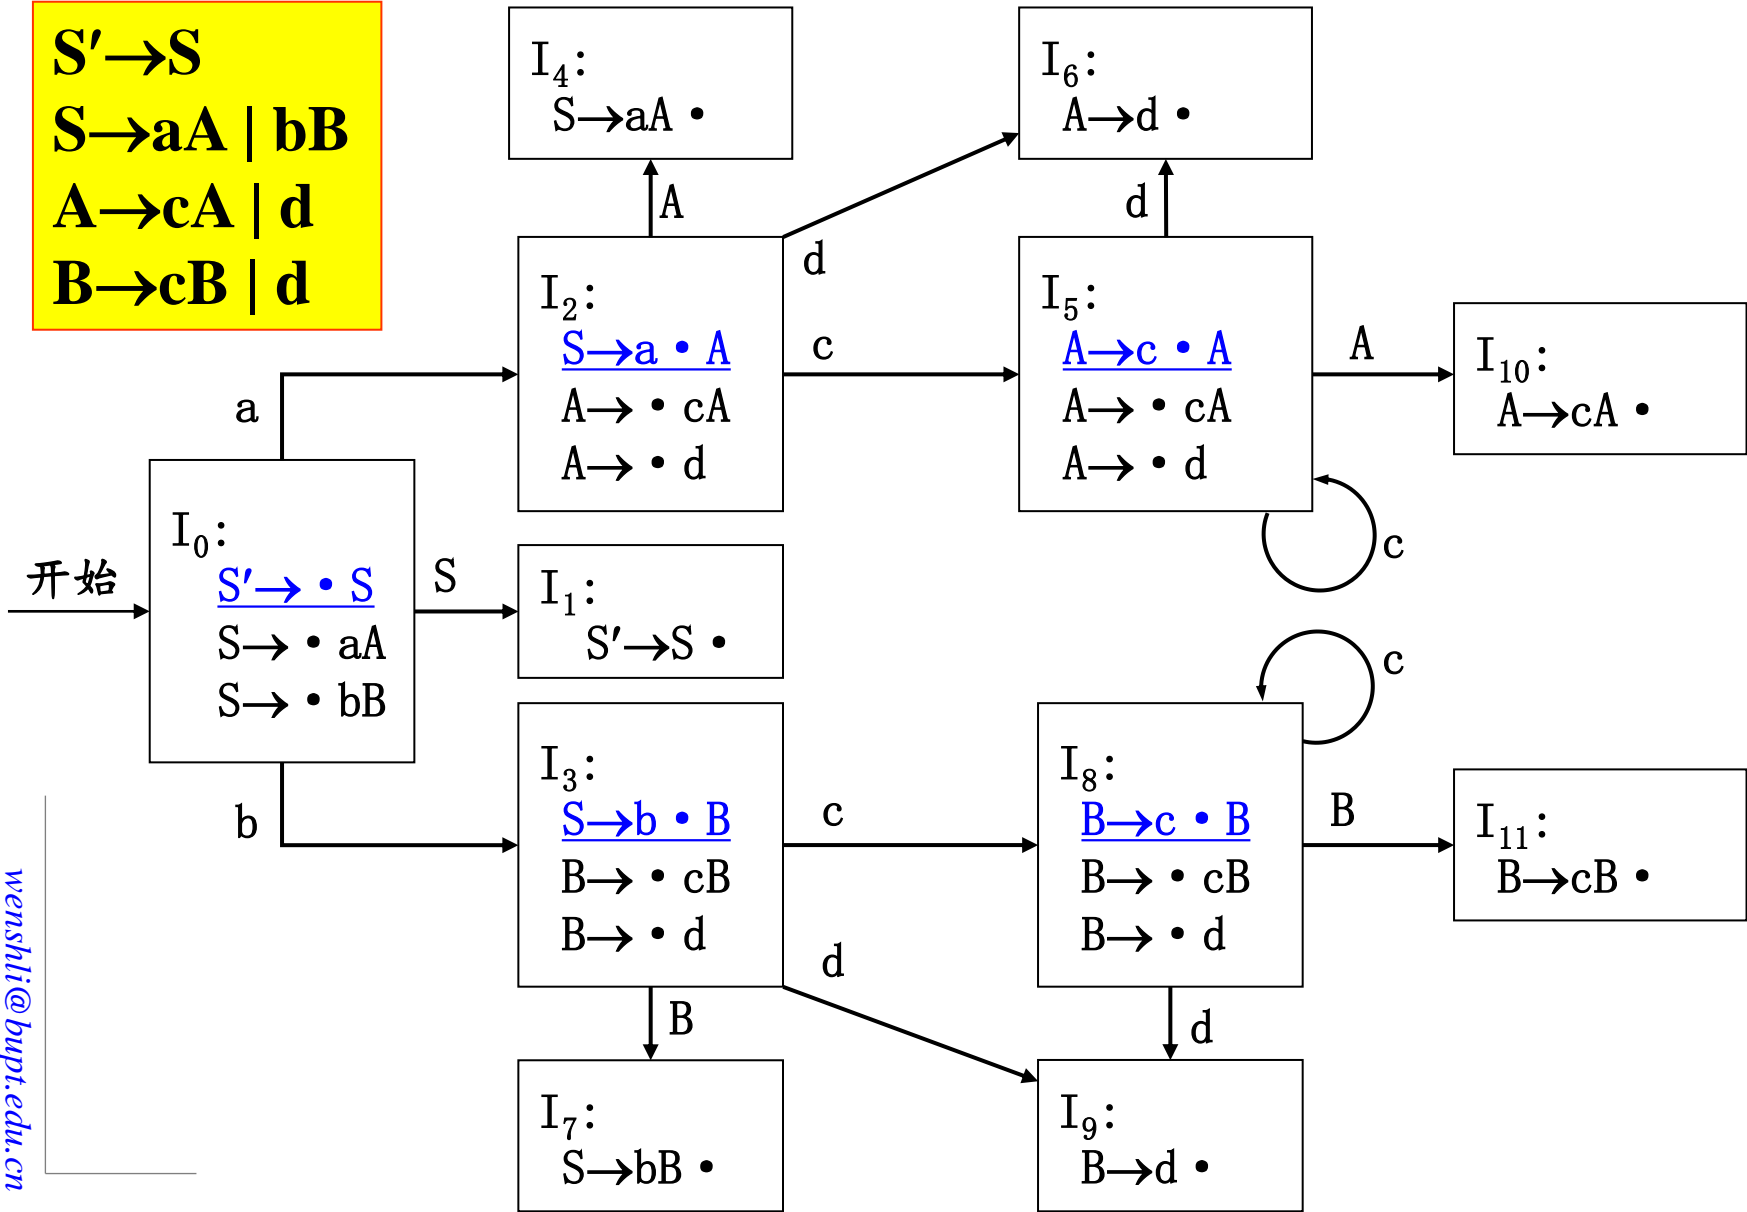 S′→S
S→aA | bB
A→cA | d
B→cB | d
I4:
S→aA ·
I6:
A→d ·
A
d
d
I2:
S→a · A
A→ · cA
A→ · d
c
I5:
A→c · A
A→ · cA
A→ · d
A
I10:
A→cA ·
a
c
开始
I0:
S′→ · S
S→ · aA
S→ · bB
S
I1:
S′→S ·
c
b
I3:
S→b · B
B→ · cB
B→ · d
c
I8:
B→c · B
B→ · cB
B→ · d
B
I11:
B→cB ·
d
B
d
I7:
S→bB ·
I9:
B→d ·
wenshli@bupt.edu.cn